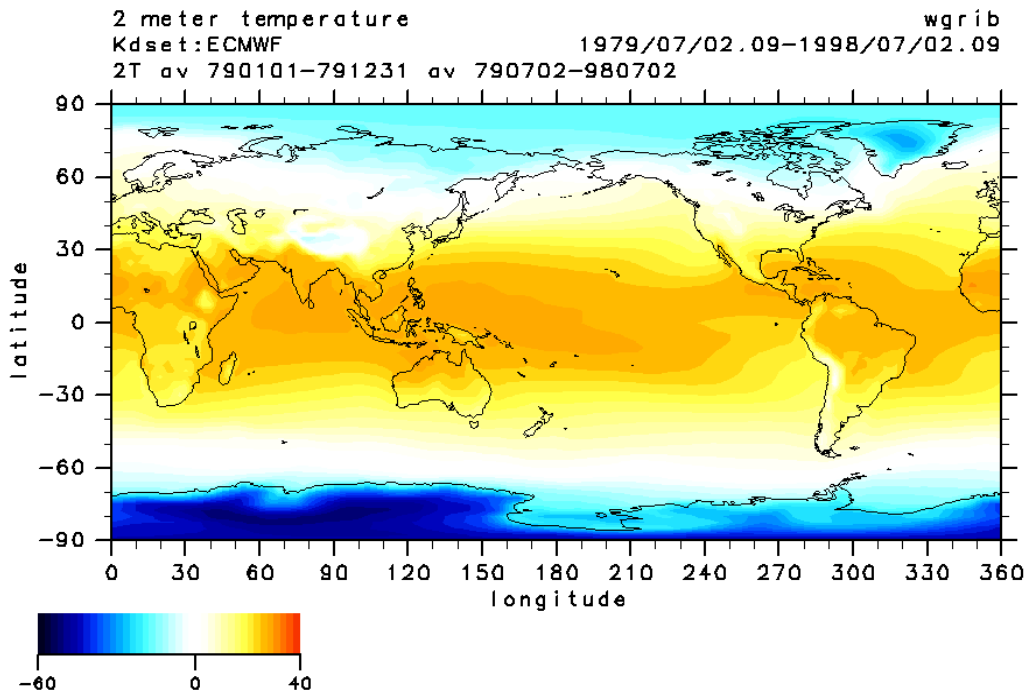 2 meter temperature wgrib
Kdset:ECMWF 1979/07/02.09-1998/07/02.09
2T av 790101-791231 av 790702-980702
90
60
30
0
-30
-60
-90
latitude
0 30 60 90 120 150 180 210 240 270 300 330 360
longitude
-60 0 40